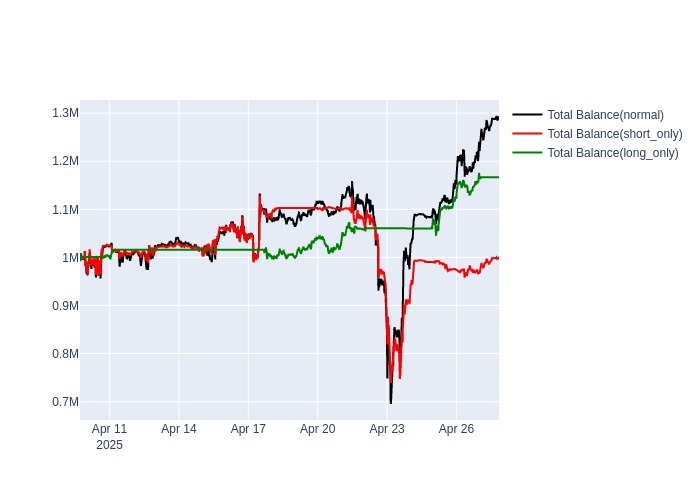 1.3M
1.2M
1.1M
1M
0.9M
0.8M
0.7M
Apr 11
2025
Apr 14
Apr 17
Apr 20
Apr 23
Apr 26
Total Balance(normal)
Total Balance(short_only)
Total Balance(long_only)